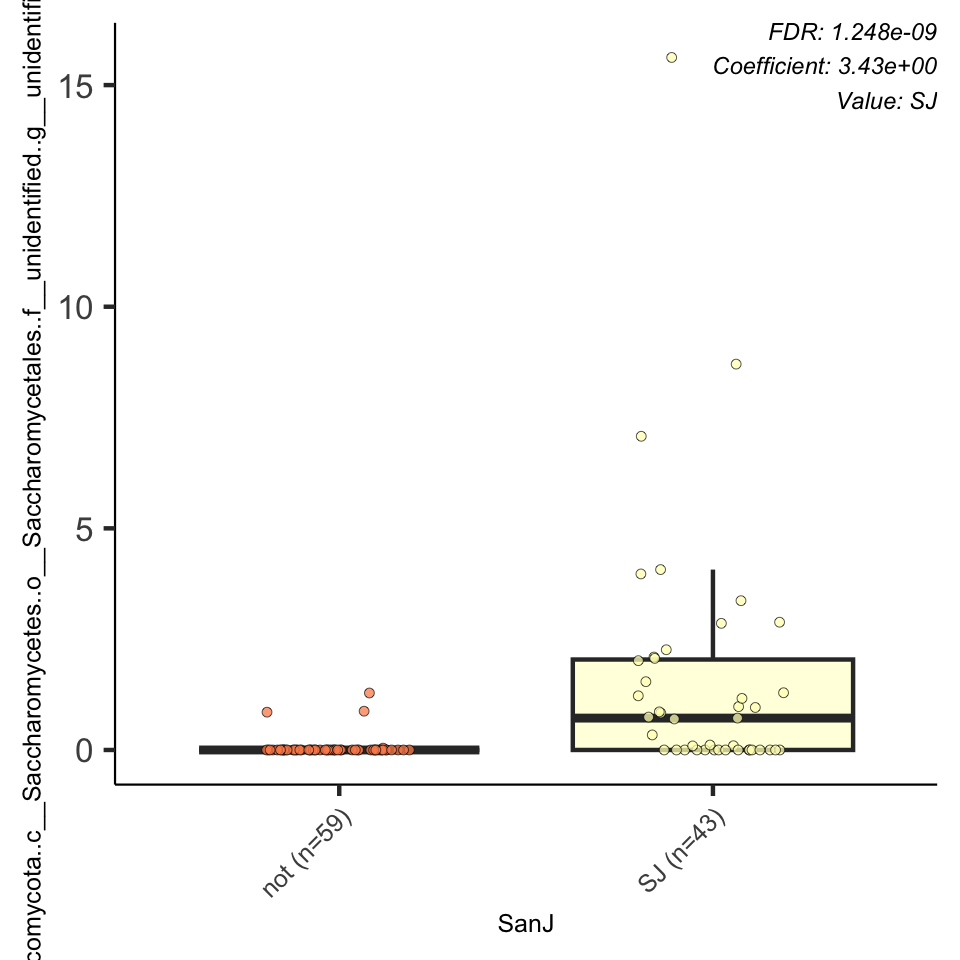 FDR: 1.248e-09
Coefficient: 3.43e+00
Value: SJ
comycota..c__Saccharomycetes..o__Saccharomycetales..f__unidentified..g__unidentifi
15
10
5
0
not (n=59)
SJ (n=43)
SanJ